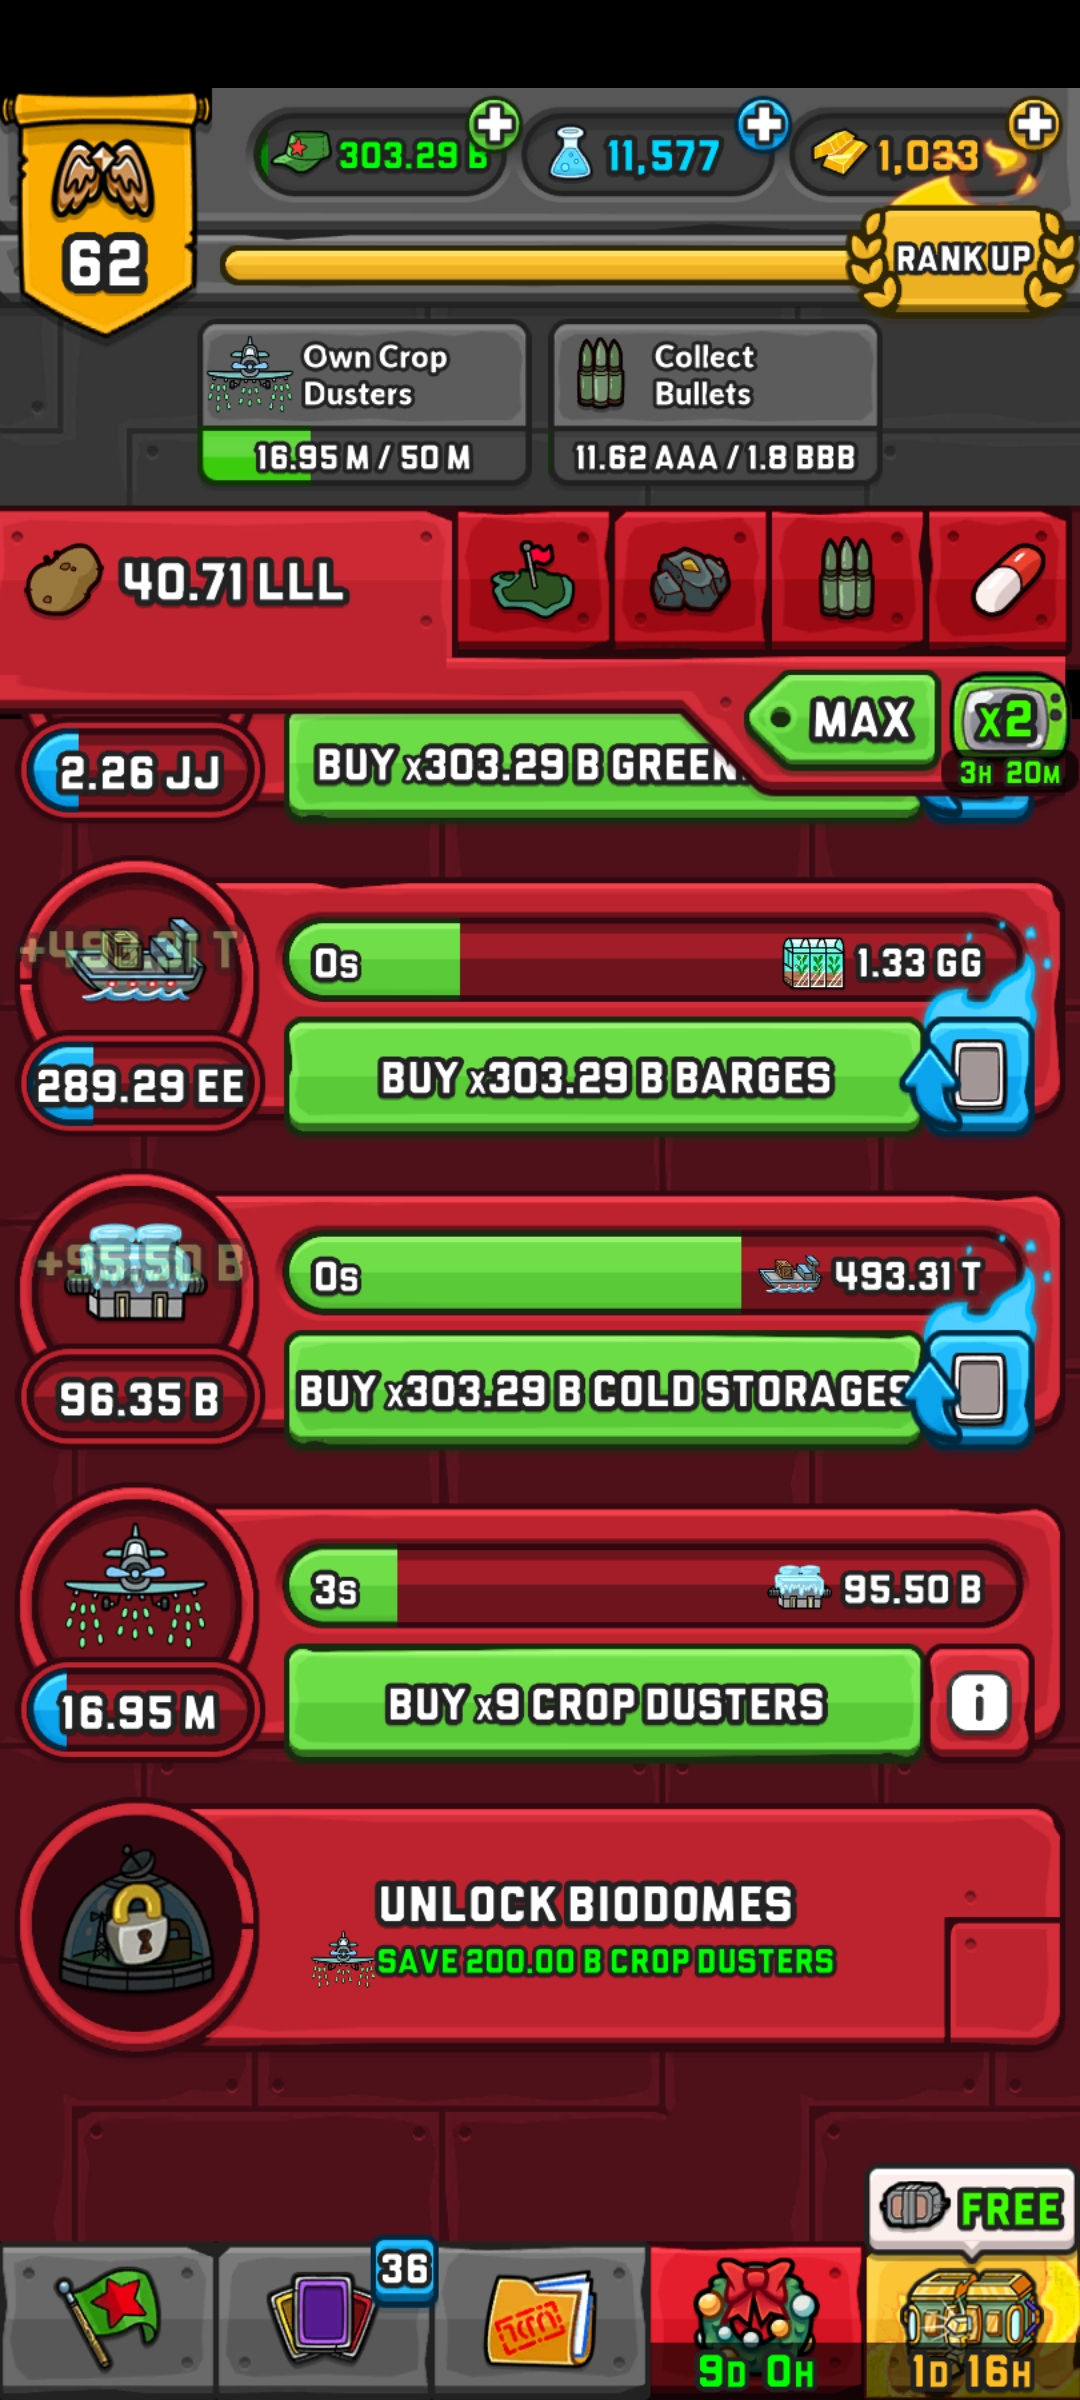 303.29 B
11,577
1,033
62
RANK UP
Own Crop
Dusters
16.95 M / 50 M
Collect
Bullets
11.62 AAA / 1.8 BBB
40.71 LLL
MAX
x2
3H 20M
2.26 JJ
BUY x303.29 B GREEN
+493.31 T
0s
1.33 GG
289.29 EE
BUY x303.29 B BARGES
+95.50 B
0s
493.31 T
96.35 B
BUY x303.29 B COLD STORAGES
3s
95.50 B
16.95 M
BUY x9 CROP DUSTERS
i
UNLOCK BIODOMES
SAVE 200.00 B CROP DUSTERS
FREE
36
9D 0H
1D 16H